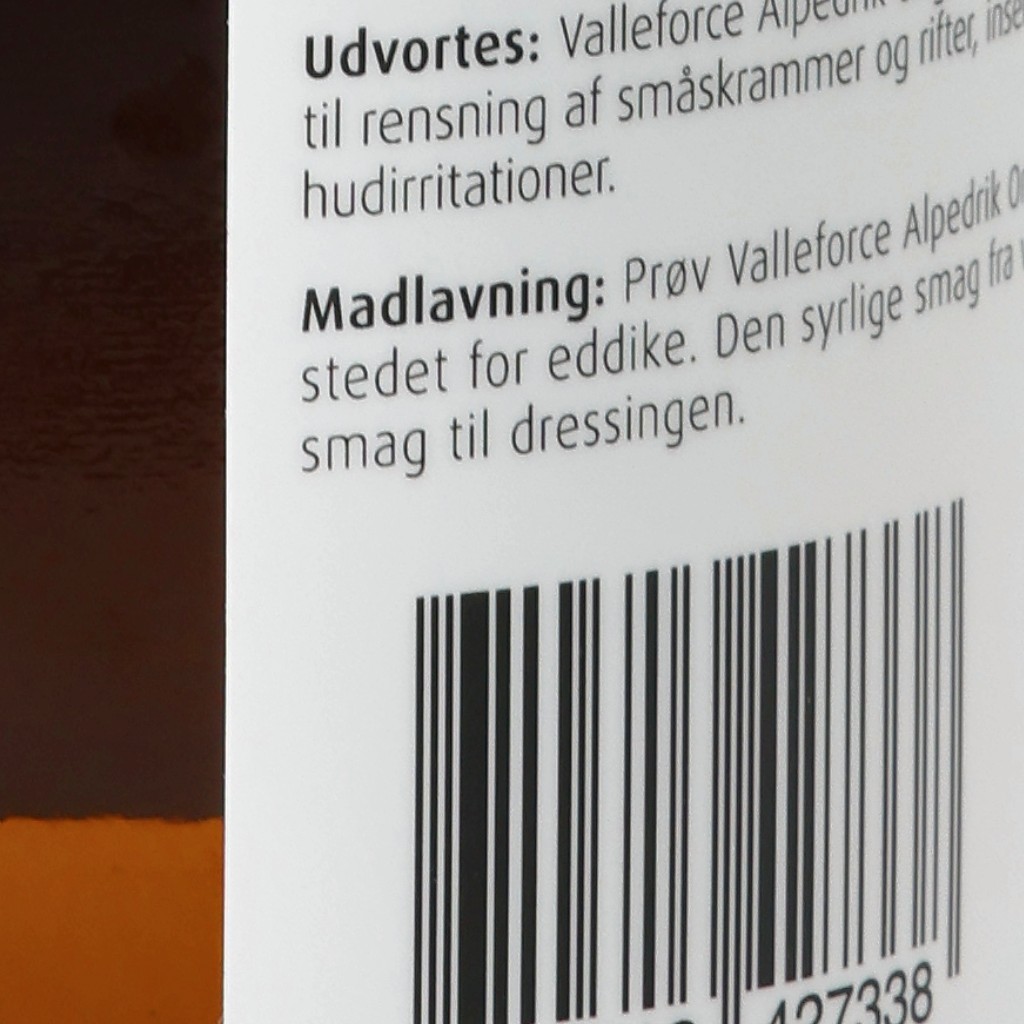 Udvortes: Valleforce Alpedrik
til rensning af småskrammer og rifter,
hudirritationer.
Madlavning: Prøv Valleforce Alpedrik
stedet for eddike. Den syrlige smag fra
smag til dressingen.
427338